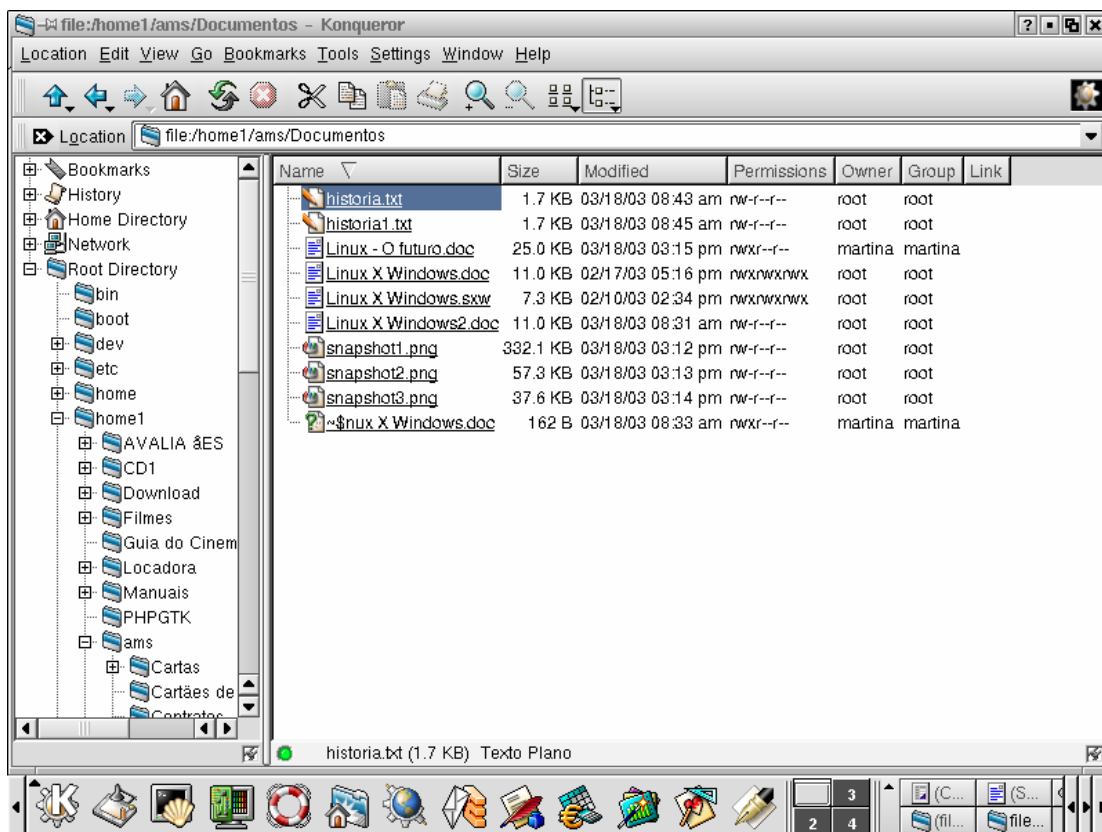 file:/home1/ams/Documentos - Konqueror
Location Edit View Go Bookmarks Tools Settings Window Help
Location file:/home1/ams/Documentos
Bookmarks
History
Home Directory
Network
Root Directory
bin
boot
dev
etc
home
home1
AVALIA åES
CD1
Download
Filmes
Guia do Cinem
Locadora
Manuais
PHPGTK
ams
Cartas
Cartäes de
Contratos
Name Size Modified Permissions Owner Group Link
historia.txt 1.7 KB 03/18/03 08:43 am rw-r--r-- root root
historia1.txt 1.7 KB 03/18/03 08:45 am rw-r--r-- root root
Linux - O futuro.doc 25.0 KB 03/18/03 03:15 pm rwxr--r-- martina martina
Linux X Windows.doc 11.0 KB 02/17/03 05:16 pm rwxrwxrwx root root
Linux X Windows.sxw 7.3 KB 02/10/03 02:34 pm rwxrwxrwx root root
Linux X Windows2.doc 11.0 KB 03/18/03 08:31 am rw-r--r-- root root
snapshot1.png 332.1 KB 03/18/03 03:12 pm rw-r--r-- root root
snapshot2.png 57.3 KB 03/18/03 03:13 pm rw-r--r-- root root
snapshot3.png 37.6 KB 03/18/03 03:14 pm rw-r--r-- root root
~$nux X Windows.doc 162 B 03/18/03 08:33 am rwxr--r-- martina martina
historia.txt (1.7 KB) Texto Plano
3
2 4
(C... (S...
(fil... file...